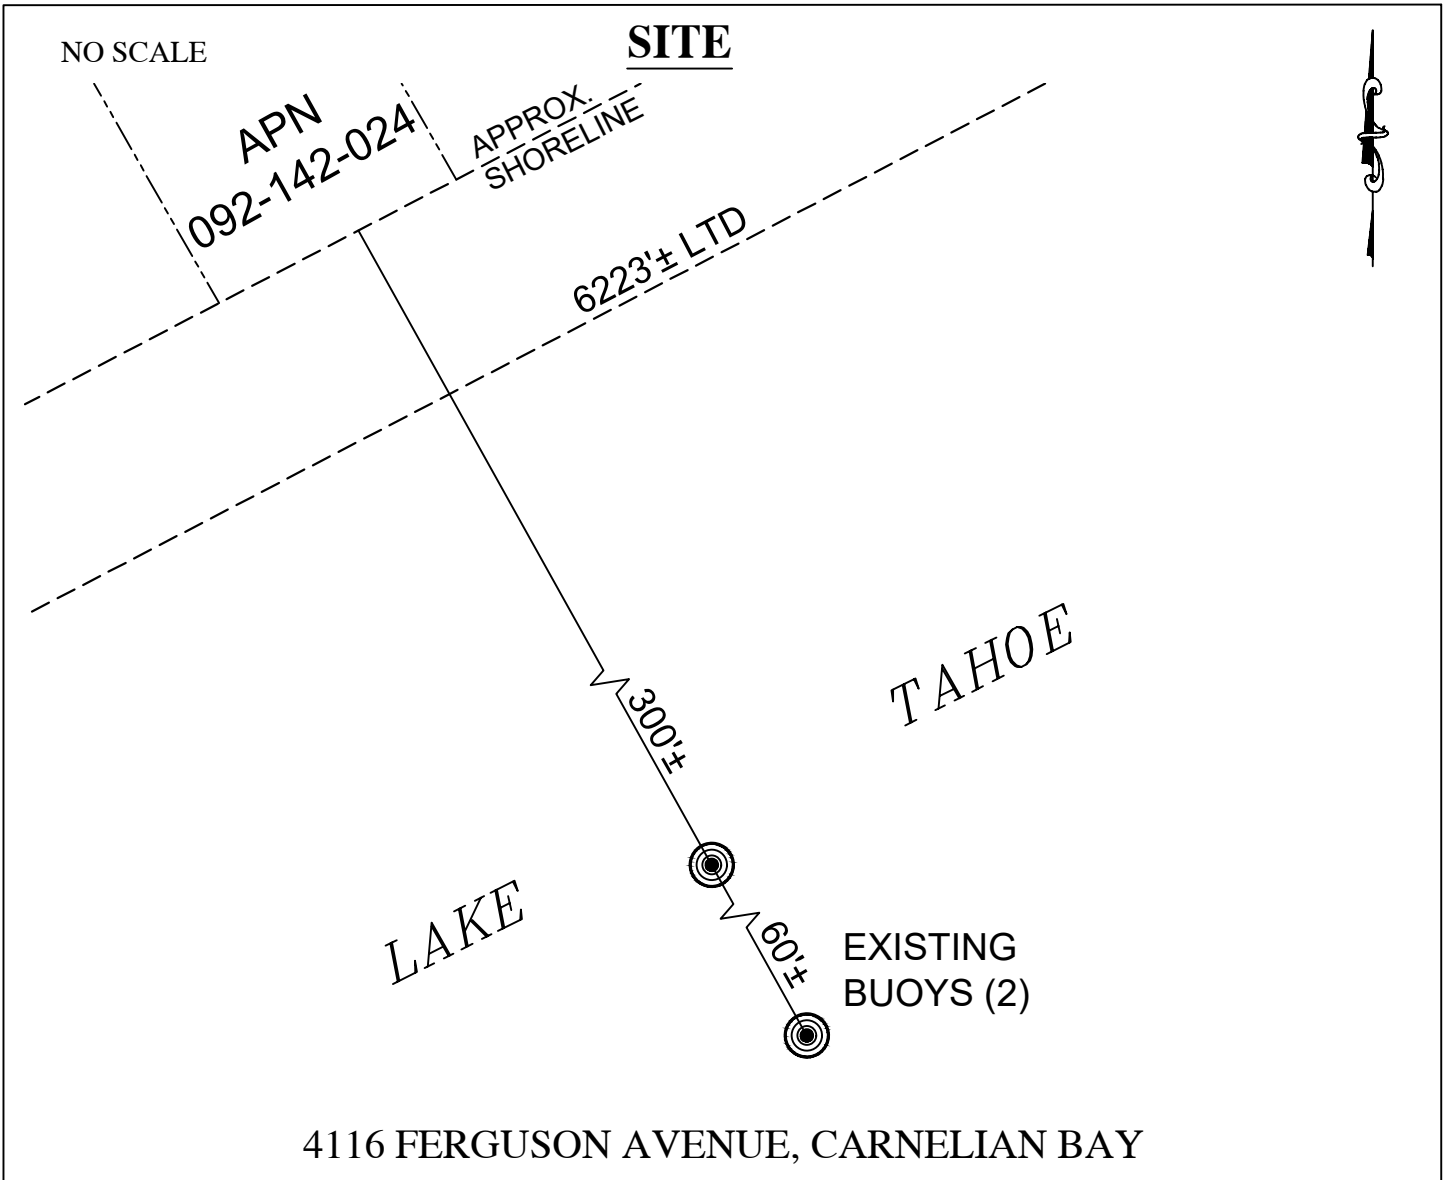 NO SCALE
SITE
APN
092-142-024
APPROX.
SHORELINE
6223'± LTD
300'±
TAHOE
LAKE
60'±
EXISTING
BUOYS (2)
4116 FERGUSON AVENUE, CARNELIAN BAY